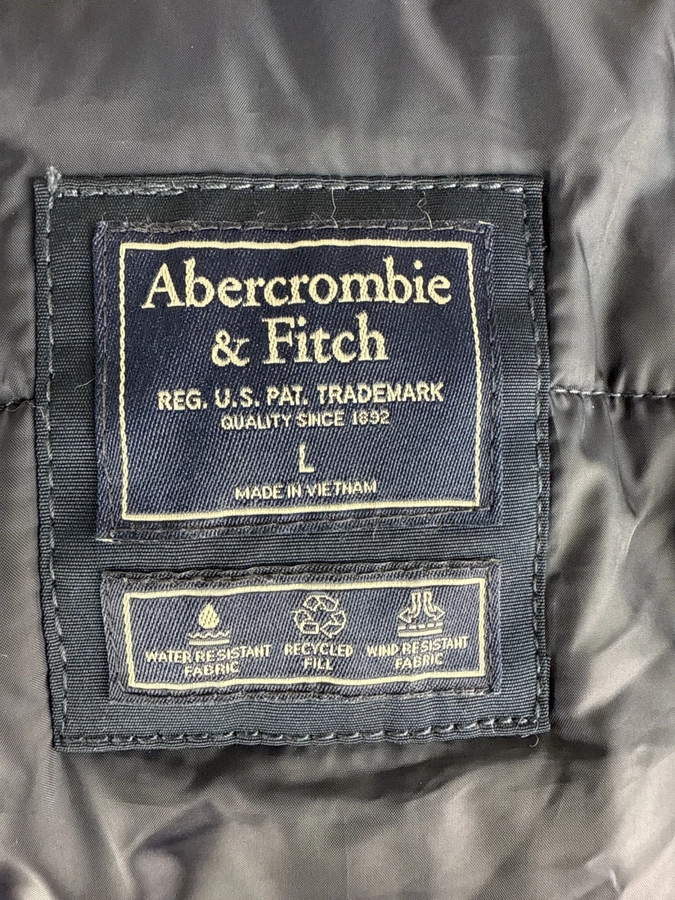 Abercrombie
& Fitch
REG. U.S. PAT. TRADEMARK
QUALITY SINCE 1892
L
MADE IN VIETNAM
WATER RESISTANT
FABRIC
RECYCLED
FILL
WIND RESISTANT
FABRIC